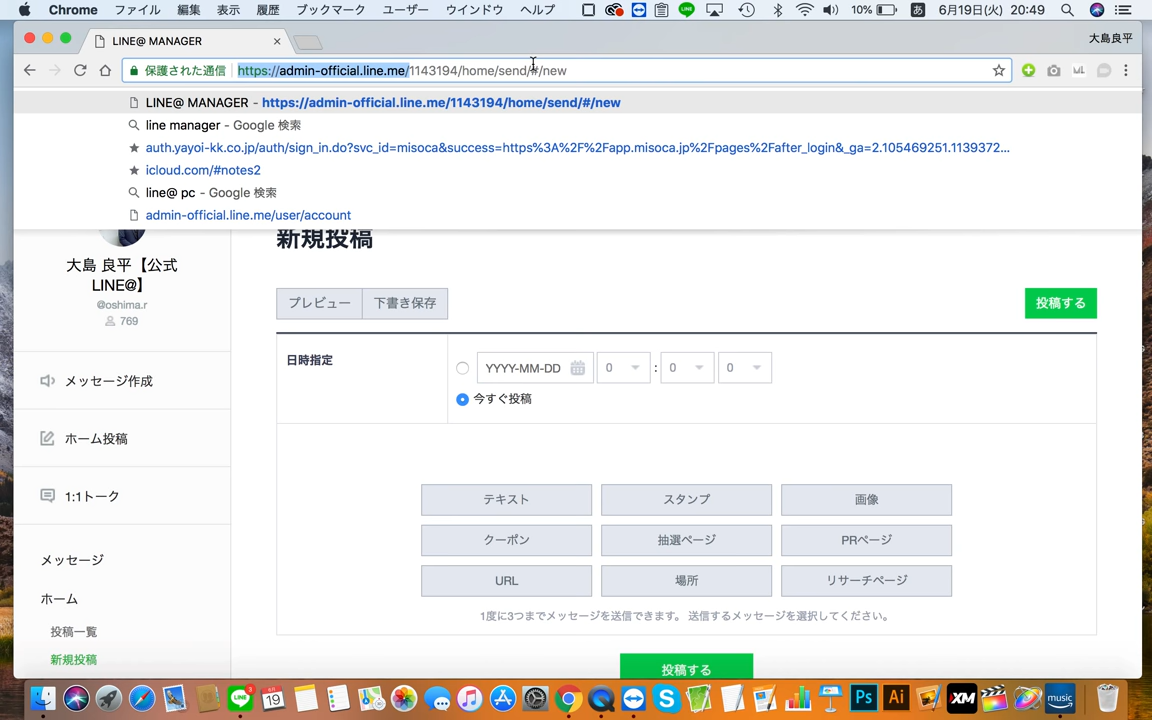 Chrome ファイル 編集 表示 履歴 ブックマーク ユーザー ウインドウ ヘルプ 10% あ 6月19日(火) 20:49
LINE@ MANAGER 大島良平
保護された通信 https://admin-official.line.me/1143194/home/send/#/new
LINE@ MANAGER - https://admin-official.line.me/1143194/home/send/#/new
line manager - Google 検索
auth.yayoi-kk.co.jp/auth/sign_in.do?svc_id=misoca&success=https%3A%2F%2Fapp.misoca.jp%2Fpages%2Fafter_login&_ga=2.105469251.1139372...
icloud.com/#notes2
line@ pc - Google 検索
admin-official.line.me/user/account
新規投稿
大島 良平【公式
LINE@】
@oshima.r
769
メッセージ作成
ホーム投稿
1:1トーク
メッセージ
ホーム
投稿一覧
新規投稿
プレビュー 下書き保存 投稿する
日時指定 YYYY-MM-DD 0 : 0 0
今すぐ投稿
テキスト スタンプ 画像
クーポン 抽選ページ PRページ
URL 場所 リサーチページ
1度に3つまでメッセージを送信できます。 送信するメッセージを選択してください。
投稿する
LINE 3 6月 19 Ps Ai XM music